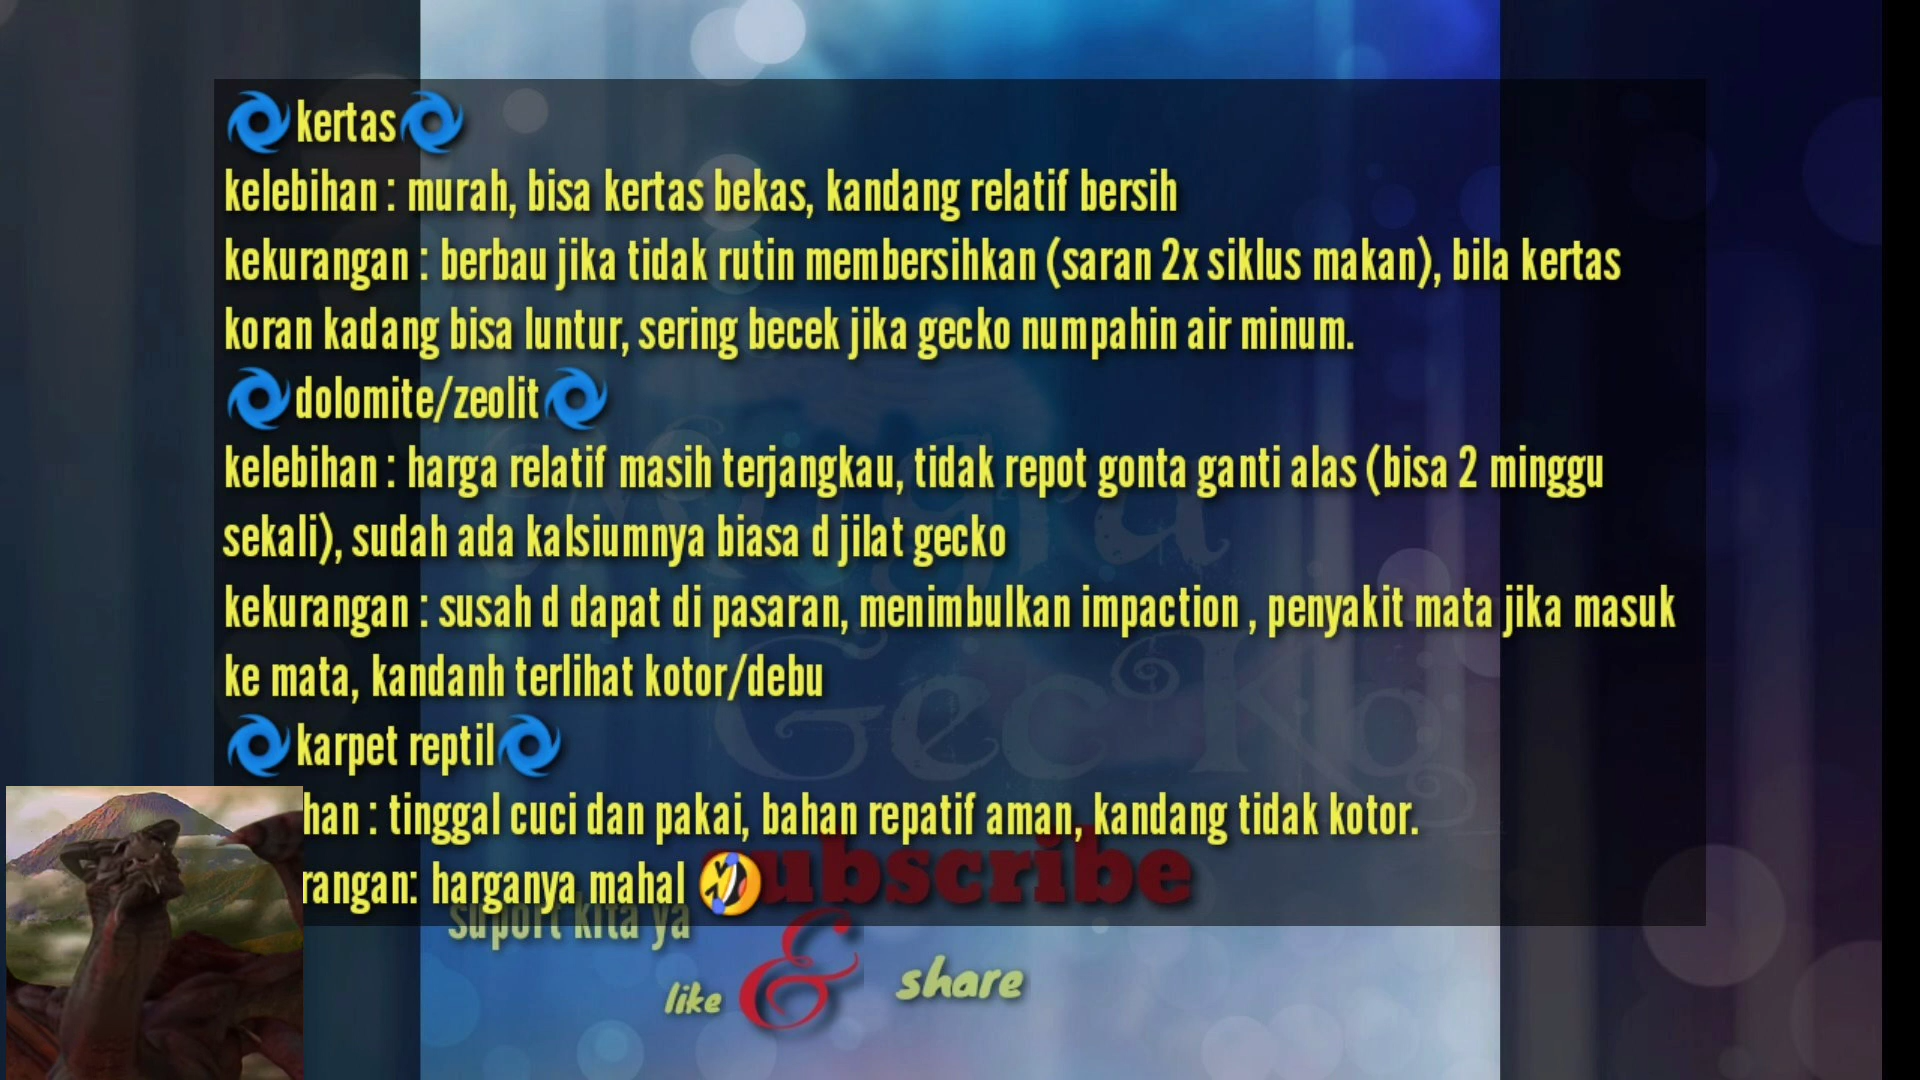 🌀kertas🌀
kelebihan : murah, bisa kertas bekas, kandang relatif bersih
kekurangan : berbau jika tidak rutin membersihkan (saran 2x siklus makan), bila kertas
koran kadang bisa luntur, sering becek jika gecko numpahin air minum.
🌀dolomite/zeolit🌀
kelebihan : harga relatif masih terjangkau, tidak repot gonta ganti alas (bisa 2 minggu
sekali), sudah ada kalsiumnya biasa d jilat gecko
kekurangan : susah d dapat di pasaran, menimbulkan impaction , penyakit mata jika masuk
ke mata, kandanh terlihat kotor/debu
🌀karpet reptil🌀
han : tinggal cuci dan pakai, bahan repatif aman, kandang tidak kotor.
rangan: harganya mahal 🤣
ubscribe
suport kita ya
like & share
Gecko